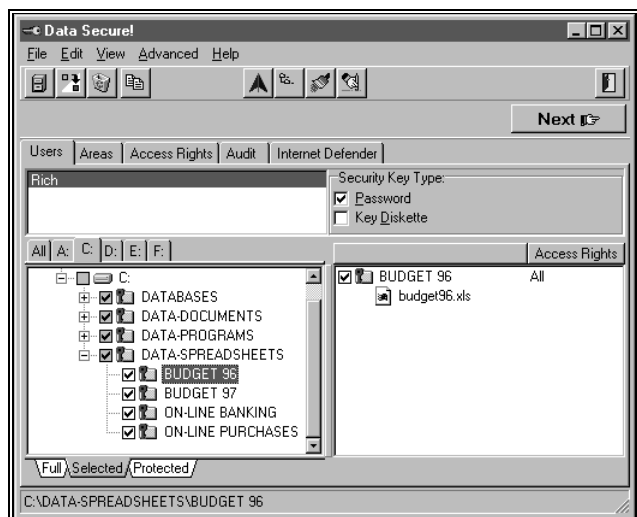 Data Secure!
File Edit View Advanced Help
Next
Users Areas Access Rights Audit Internet Defender
Rich
Security Key Type:
Password
Key Diskette
All A: C: D: E: F:
Access Rights
C:
DATABASES
DATA-DOCUMENTS
DATA-PROGRAMS
DATA-SPREADSHEETS
BUDGET 96
BUDGET 97
ON-LINE BANKING
ON-LINE PURCHASES
BUDGET 96 All
budget96.xls
Full Selected Protected
C:\DATA-SPREADSHEETS\BUDGET 96